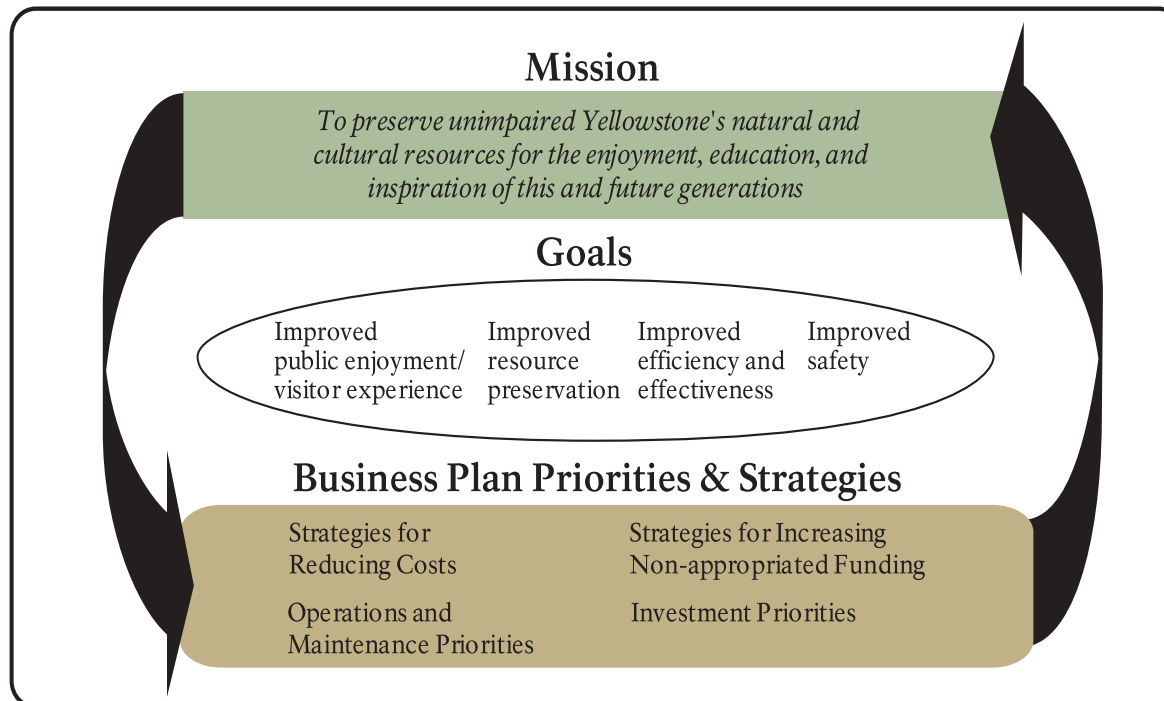 Mission
To preserve unimpaired Yellowstone's natural and
cultural resources for the enjoyment, education, and
inspiration of this and future generations
Goals
Improved
public enjoyment/
visitor experience
Improved
resource
preservation
Improved
efficiency and
effectiveness
Improved
safety
Business Plan Priorities & Strategies
Strategies for
Reducing Costs
Strategies for Increasing
Non-appropriated Funding
Operations and
Maintenance Priorities
Investment Priorities